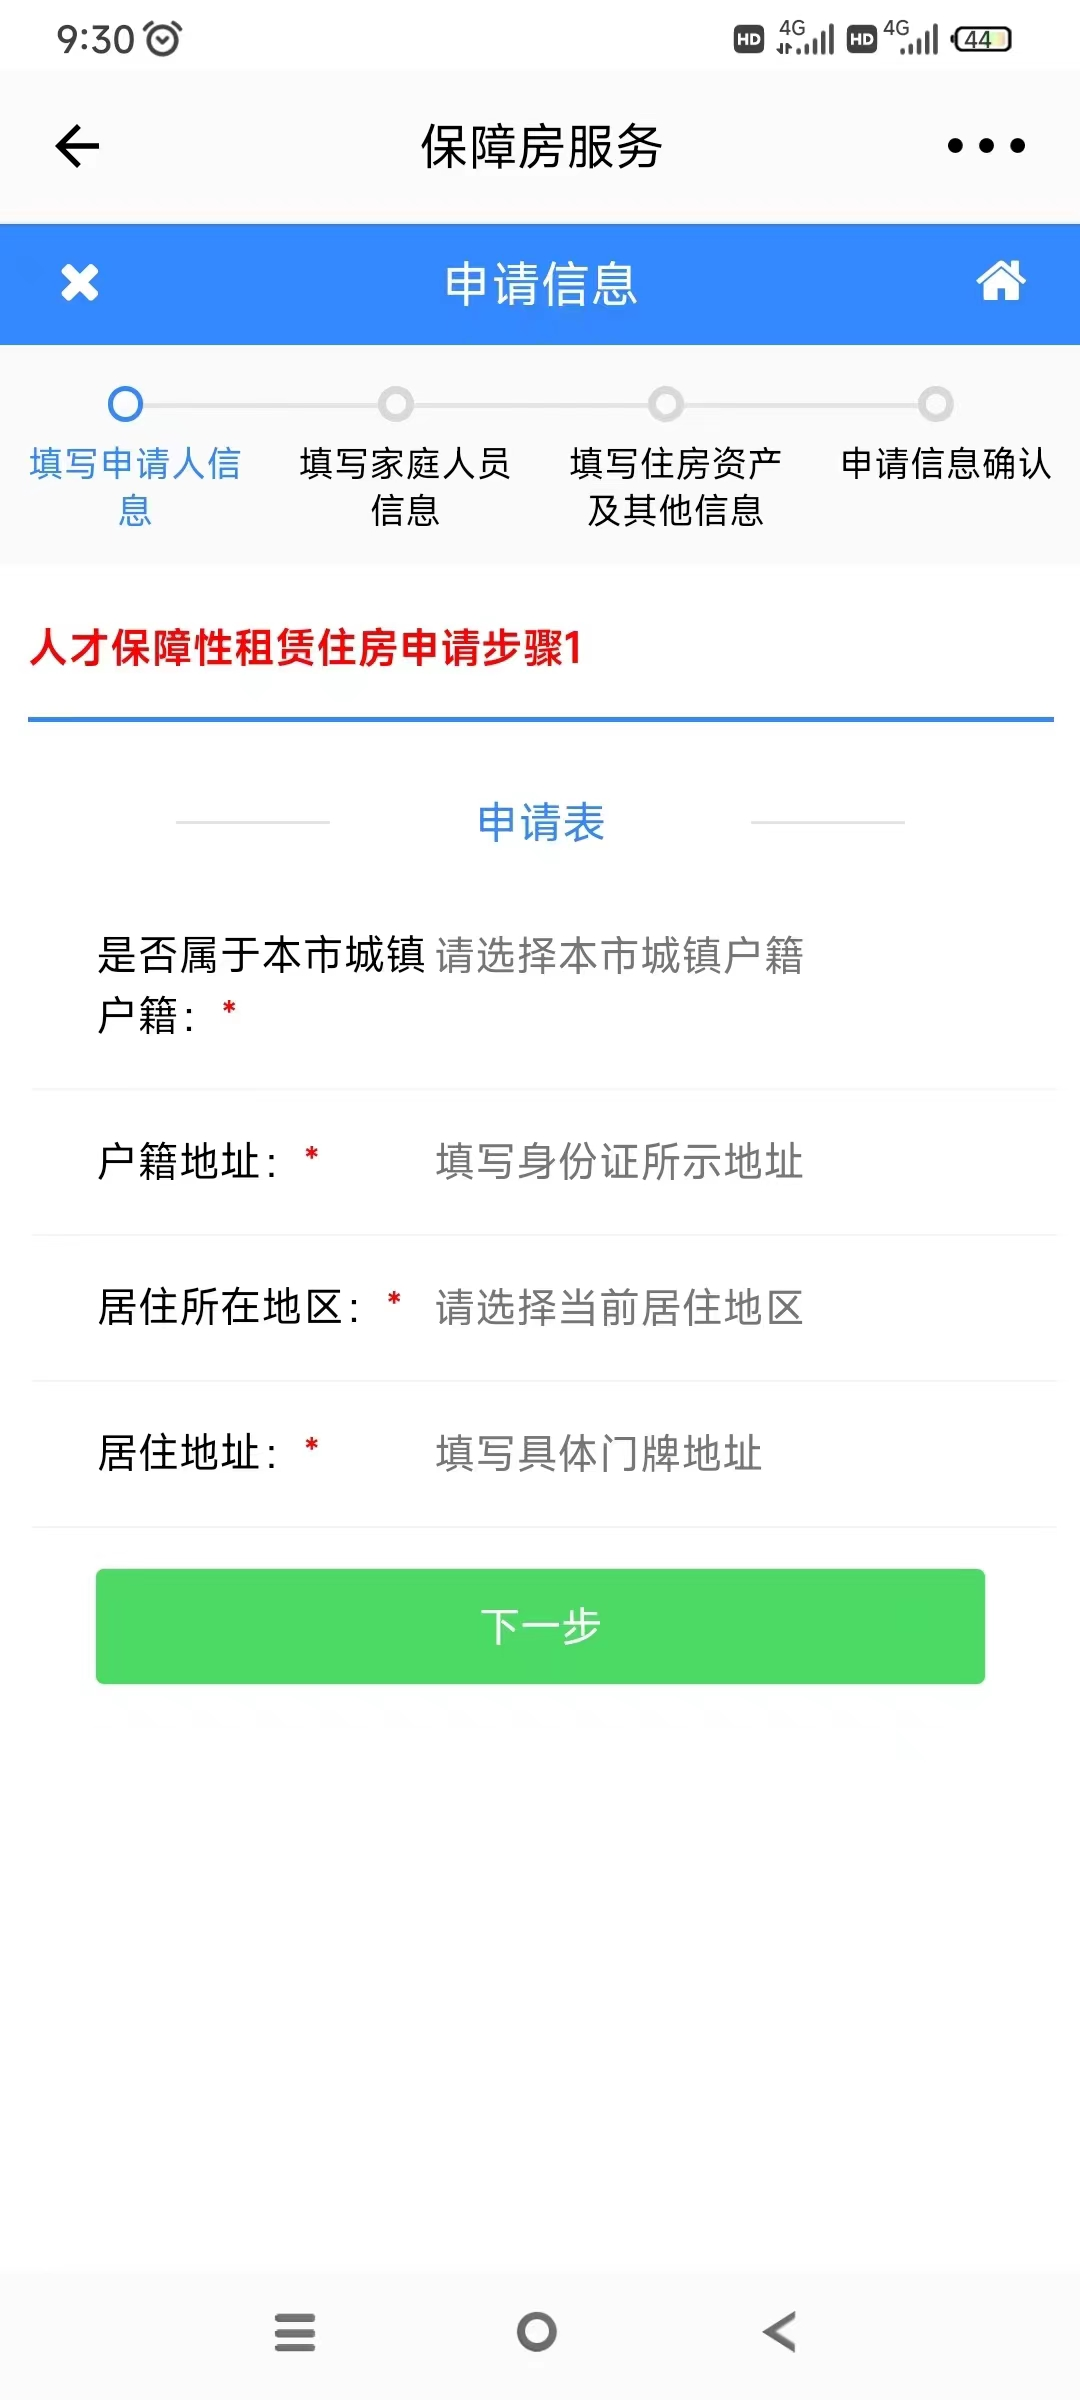 9:30
HD 4G HD 4G 44
保障房服务
申请信息
填写申请人信
息
填写家庭人员
信息
填写住房资产
及其他信息
申请信息确认
人才保障性租赁住房申请步骤1
申请表
是否属于本市城镇 请选择本市城镇户籍
户籍：*
户籍地址：* 填写身份证所示地址
居住所在地区：* 请选择当前居住地区
居住地址：* 填写具体门牌地址
下一步